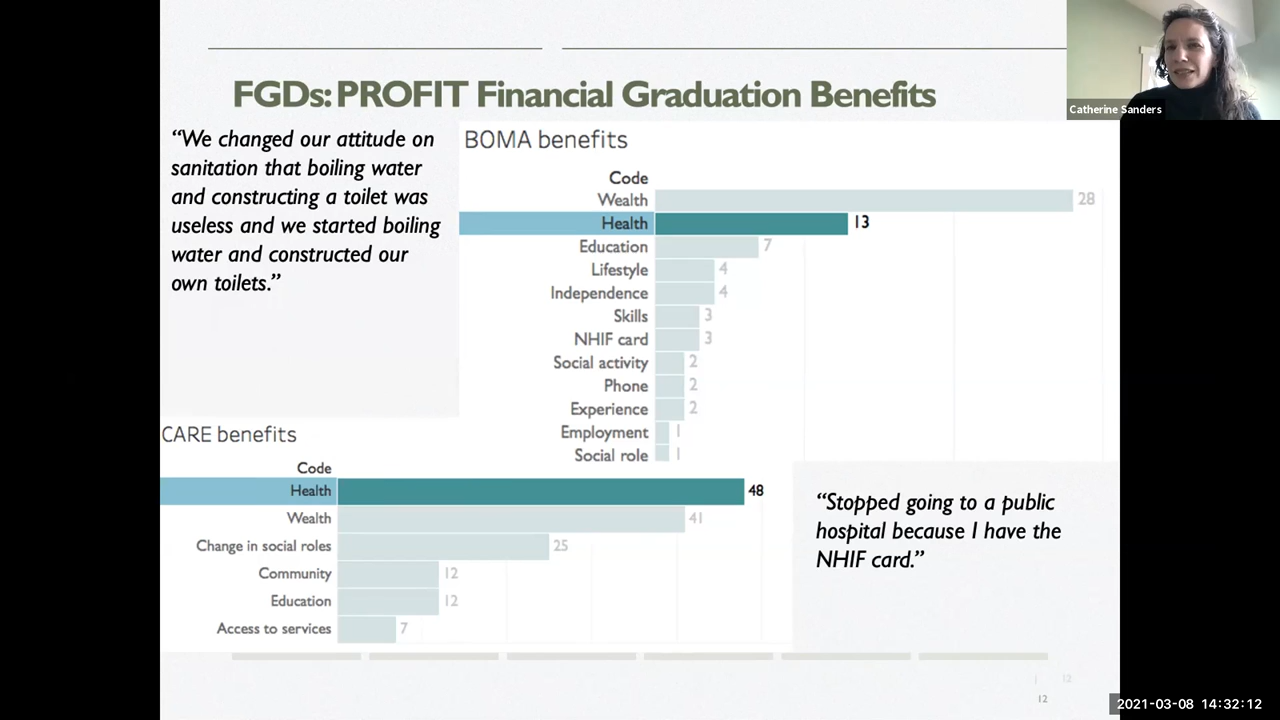 Catherine Sanders
FGDs: PROFIT Financial Graduation Benefits
“We changed our attitude on
sanitation that boiling water
and constructing a toilet was
useless and we started boiling
water and constructed our
own toilets.”
BOMA benefits
Code
Wealth 28
Health 13
Education 7
Lifestyle 4
Independence 4
Skills 3
NHIF card 3
Social activity 2
Phone 2
Experience 2
Employment 1
Social role 1
CARE benefits
Code
Health 48
Wealth 41
Change in social roles 25
Community 12
Education 12
Access to services 7
“Stopped going to a public
hospital because I have the
NHIF card.”
1 12
12
2021-03-08 14:32:12